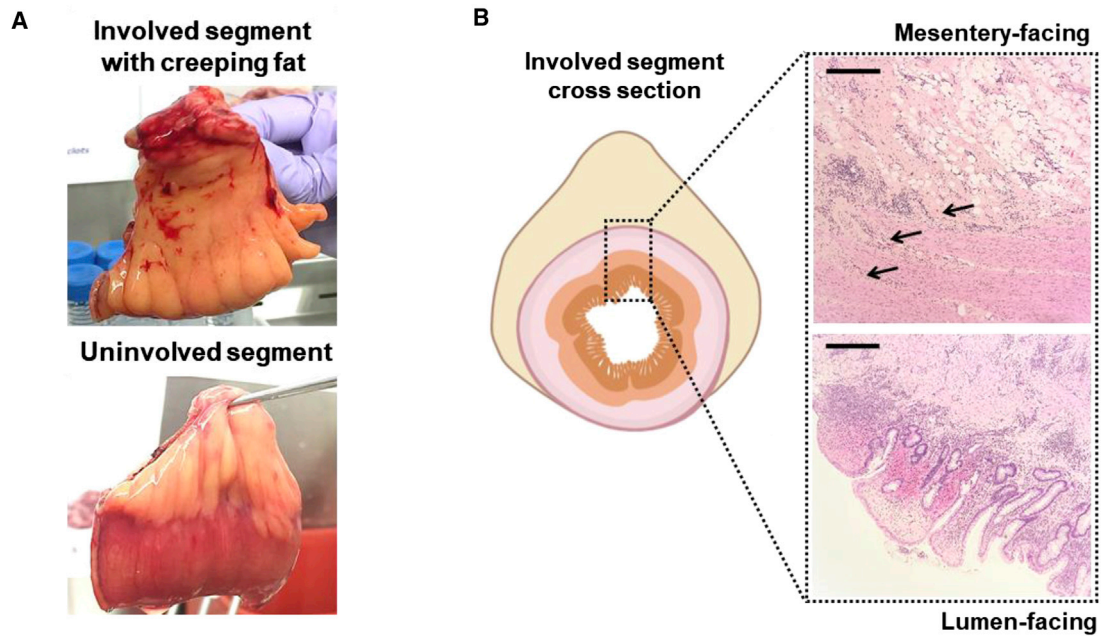 A
Involved segment
with creeping fat
Uninvolved segment
B
Involved segment
cross section
Mesentery-facing
Lumen-facing